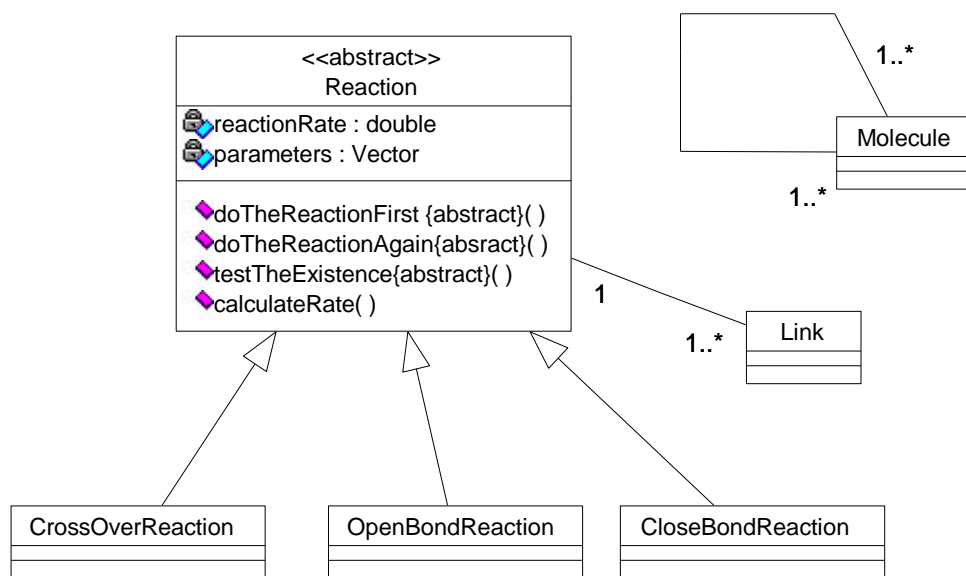 <<abstract>>
Reaction
reactionRate : double
parameters : Vector
doTheReactionFirst {abstract}( )
doTheReactionAgain{absract}( )
testTheExistence{abstract}( )
calculateRate( )
1..*
Molecule
1..*
1
1..*
Link
CrossOverReaction
OpenBondReaction
CloseBondReaction